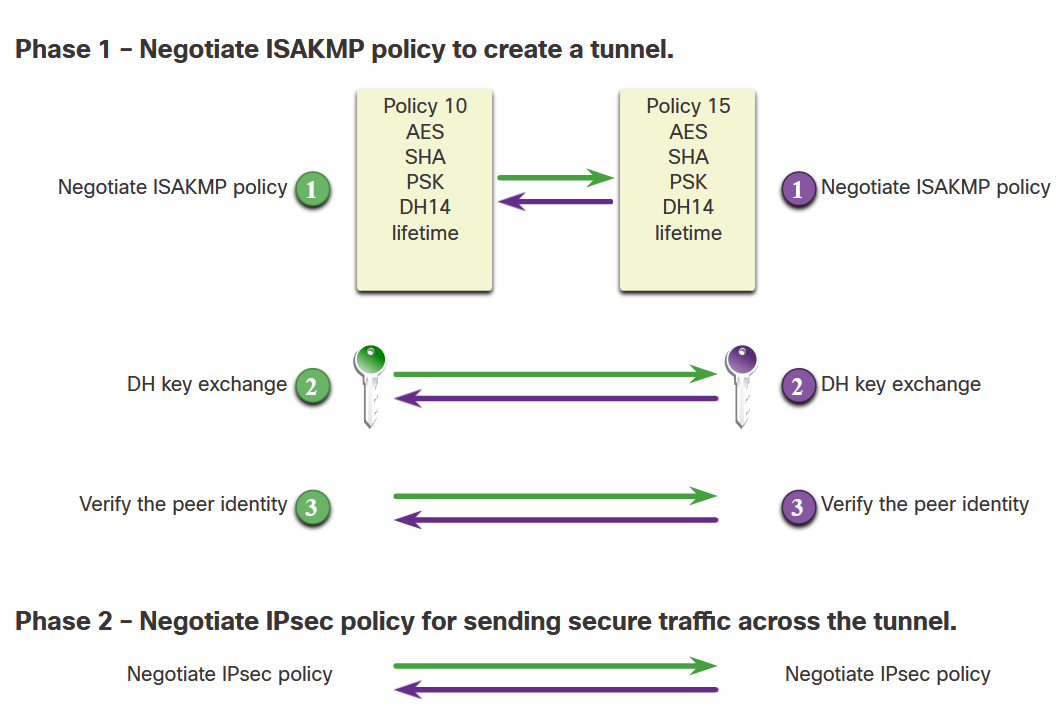 Phase 1 – Negotiate ISAKMP policy to create a tunnel.
Negotiate ISAKMP policy
1
Policy 10
AES
SHA
PSK
DH14
lifetime
Policy 15
AES
SHA
PSK
DH14
lifetime
1
Negotiate ISAKMP policy
DH key exchange
2
2
DH key exchange
Verify the peer identity
3
3
Verify the peer identity
Phase 2 – Negotiate IPsec policy for sending secure traffic across the tunnel.
Negotiate IPsec policy
Negotiate IPsec policy